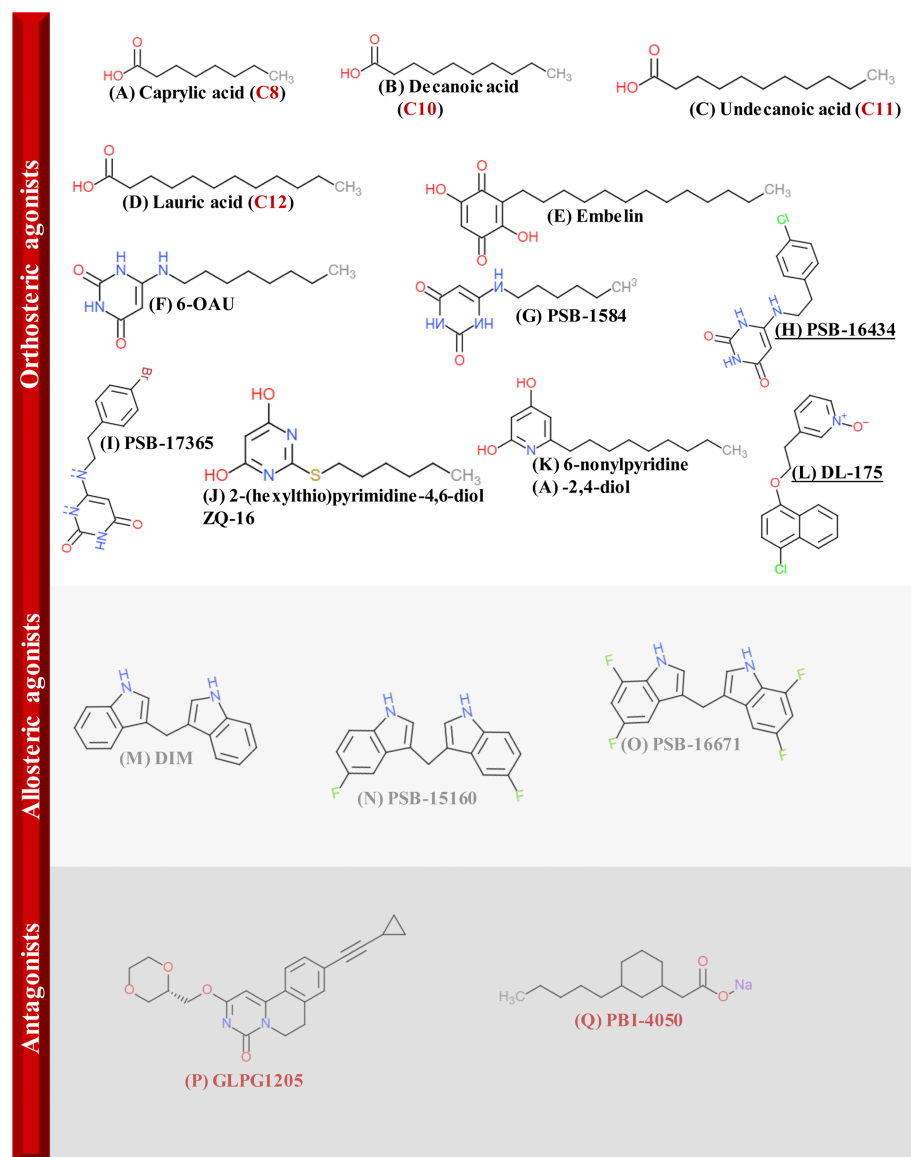 Orthosteric agonists
(A) Caprylic acid (C8)
(B) Decanoic acid
(C10)
(C) Undecanoic acid (C11)
(D) Lauric acid (C12)
(E) Embelin
(F) 6-OAU
(G) PSB-1584
(H) PSB-16434
(I) PSB-17365
(J) 2-(hexylthio)pyrimidine-4,6-diol
ZQ-16
(K) 6-nonylpyridine
(A) -2,4-diol
(L) DL-175
Allosteric agonists
(M) DIM
(N) PSB-15160
(O) PSB-16671
Antagonists
(P) GLPG1205
(Q) PBI-4050